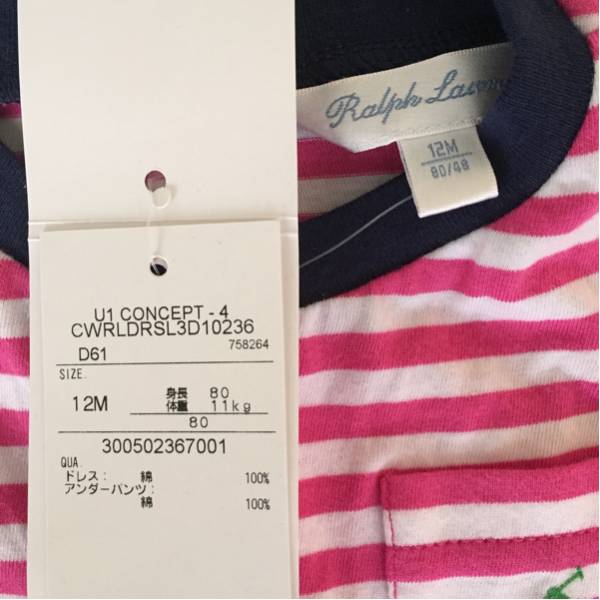 Ralph
12M
80/48
U1 CONCEPT - 4
CWRLDRSL3D10236
D61 758264
SIZE.
12M 身長 80
体重 11kg
80
300502367001
QUA.
ドレス: 綿 100%
アンダーパンツ:
綿 100%